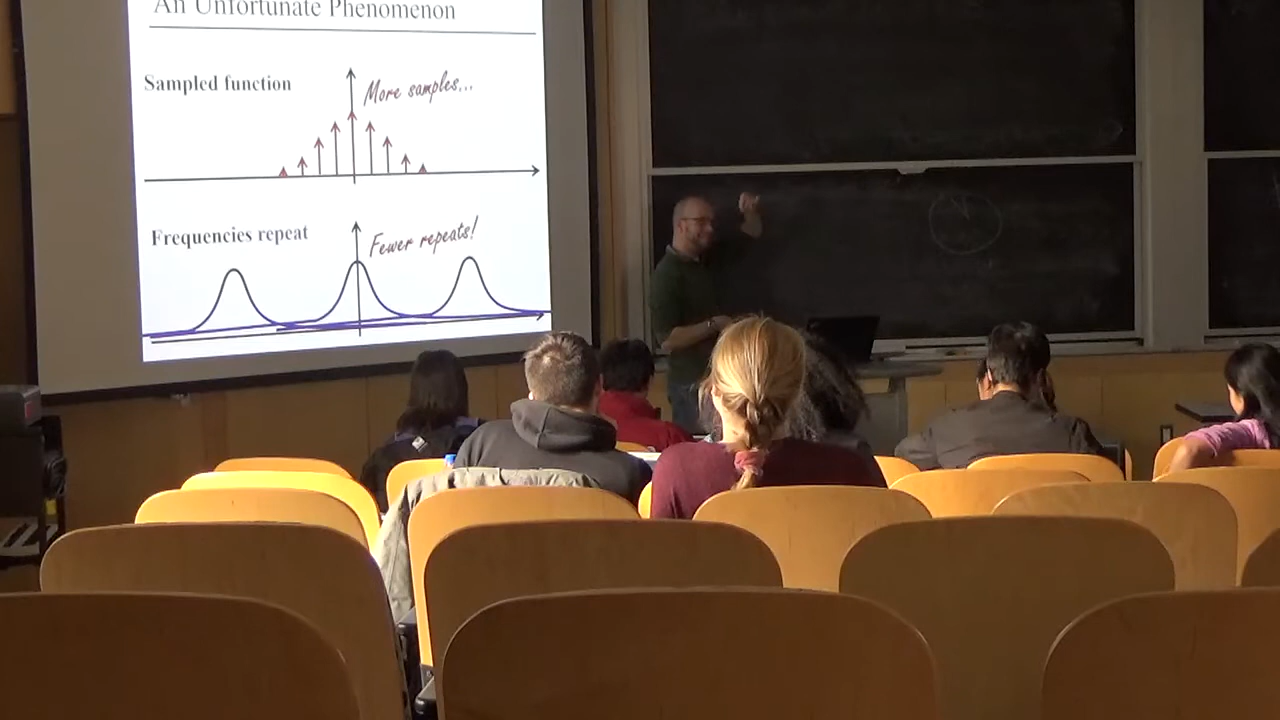 An Unfortunate Phenomenon
Sampled function
More samples...
Frequencies repeat
Fewer repeats!